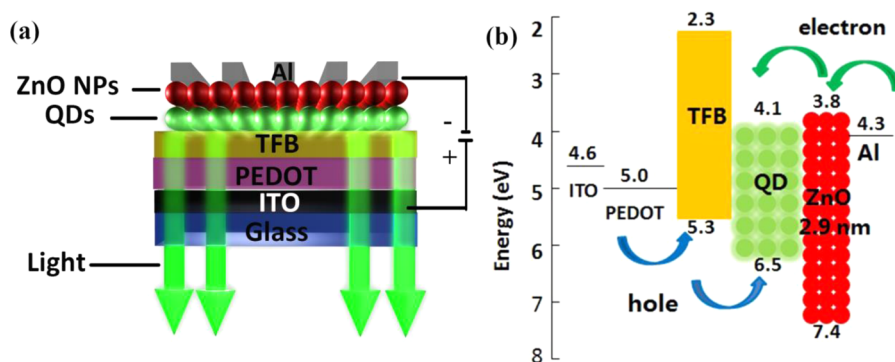 (a)
Al
ZnO NPs
QDs
TFB
PEDOT
ITO
Glass
Light
-
+
(b)
Energy (eV)
2
3
4
5
6
7
8
2.3
electron
TFB
4.1
3.8
4.3
Al
4.6
ITO
5.0
PEDOT
QD
ZnO
2.9 nm
5.3
6.5
hole
7.4